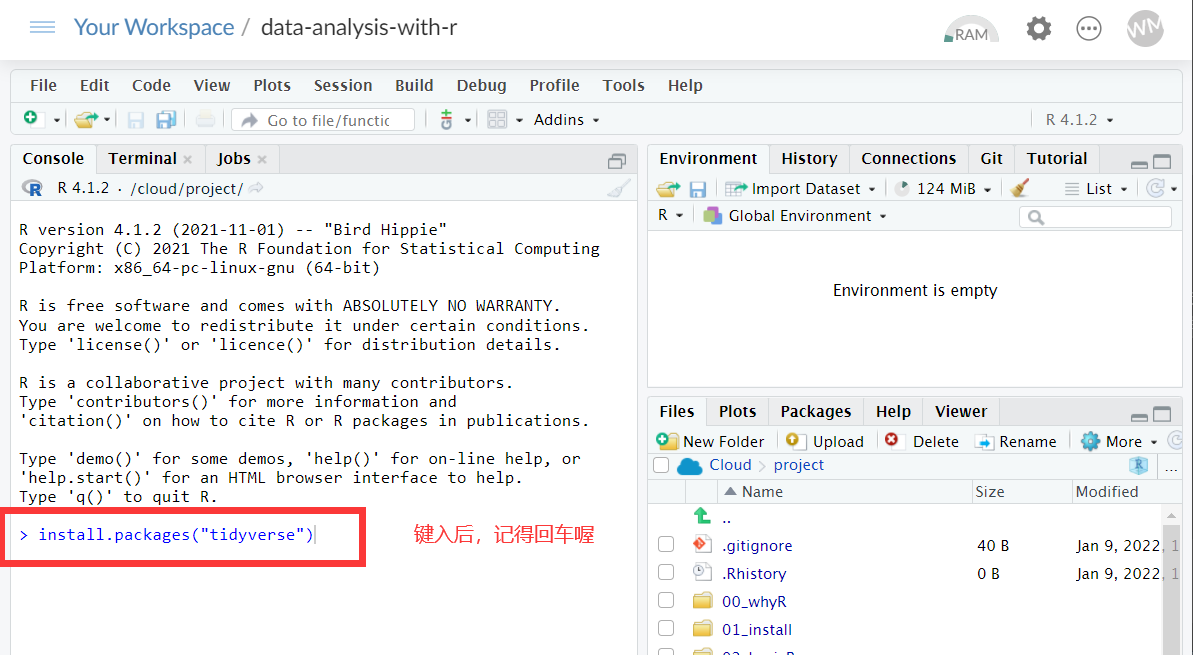 Your Workspace / data-analysis-with-r
RAM
WM
File Edit Code View Plots Session Build Debug Profile Tools Help
Go to file/functic
Addins
R 4.1.2
Console Terminal Jobs
R 4.1.2 · /cloud/project/
R version 4.1.2 (2021-11-01) -- "Bird Hippie"
Copyright (C) 2021 The R Foundation for Statistical Computing
Platform: x86_64-pc-linux-gnu (64-bit)
R is free software and comes with ABSOLUTELY NO WARRANTY.
You are welcome to redistribute it under certain conditions.
Type 'license()' or 'licence()' for distribution details.
R is a collaborative project with many contributors.
Type 'contributors()' for more information and
'citation()' on how to cite R or R packages in publications.
Type 'demo()' for some demos, 'help()' for on-line help, or
'help.start()' for an HTML browser interface to help.
Type 'q()' to quit R.
> install.packages("tidyverse")
键入后，记得回车喔
Environment History Connections Git Tutorial
Import Dataset 124 MiB List
R Global Environment
Environment is empty
Files Plots Packages Help Viewer
New Folder Upload Delete Rename More
Cloud project R ...
Name Size Modified
..
.gitignore 40 B Jan 9, 2022, 1
.Rhistory 0 B Jan 9, 2022, 1
00_whyR
01_install